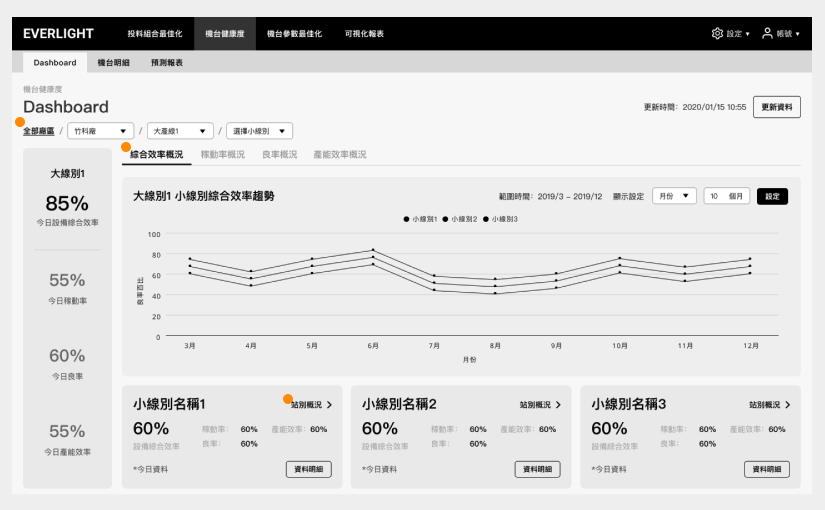 EVERLIGHT 投料組合最佳化 機台健康度 機台參數最佳化 可視化報表 設定 ▾ 帳號 ▾
Dashboard 機台明細 預測報表
機台健康度
Dashboard
更新時間: 2020/01/15 10:55 更新資料
全部廠區 / 竹科廠 ▼ / 大產線1 ▼ / 選擇小線別 ▼
綜合效率概況 稼動率概況 良率概況 產能效率概況
大線別1
85%
今日設備綜合效率
55%
今日稼動率
60%
今日良率
55%
今日產能效率
大線別1 小線別綜合效率趨勢
範圍時間: 2019/3 – 2019/12 顯示設定 月份 ▼ 10 個月 設定
● 小線別1 ● 小線別2 ● 小線別3
良率百比
100
80
60
40
20
0
3月 4月 5月 6月 7月 8月 9月 10月 11月 12月
月份
小線別名稱1 站別概況 >
60% 稼動率: 60% 產能效率: 60%
設備綜合效率 良率: 60%
*今日資料 資料明細
小線別名稱2 站別概況 >
60% 稼動率: 60% 產能效率: 60%
設備綜合效率 良率: 60%
*今日資料 資料明細
小線別名稱3 站別概況 >
60% 稼動率: 60% 產能效率: 60%
設備綜合效率 良率: 60%
*今日資料 資料明細